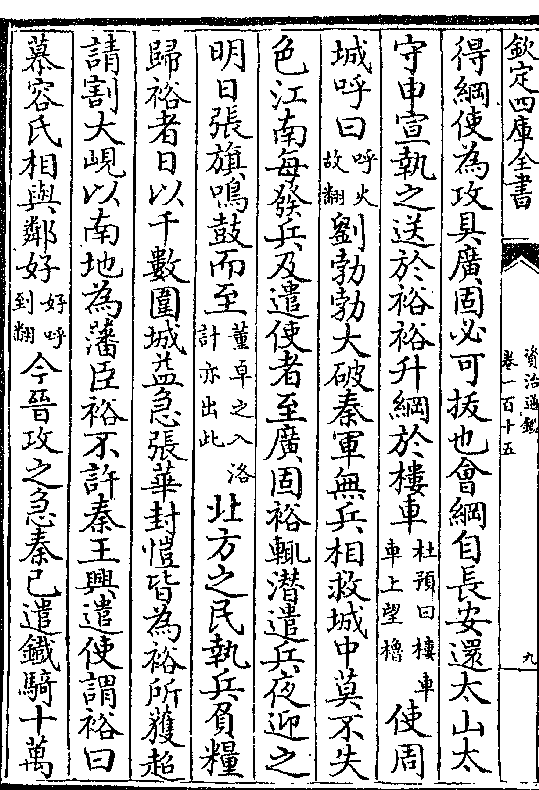 欽定四庫全書
資治通鑑
卷一百十五
九
得綱使為攻具廣固必可拔也會綱自長安還太山太
守申宣執之送於裕裕升綱於樓車杜預曰樓車車上望櫓使周
城呼曰呼火故翻劉勃勃大破秦軍無兵相救城中莫不失
色江南每發兵及遣使者至廣固裕輒潜遣兵夜迎之
明日張旗鳴鼓而至董卓之入洛計亦出此北方之民執兵負糧
歸裕者日以千數圍城益急張華封愷皆為裕所獲超
請割大峴以南地為藩臣裕不許秦王興遣使謂裕曰
慕容氏相與鄰好好呼到翻今晉攻之急秦已遣鐵騎十萬